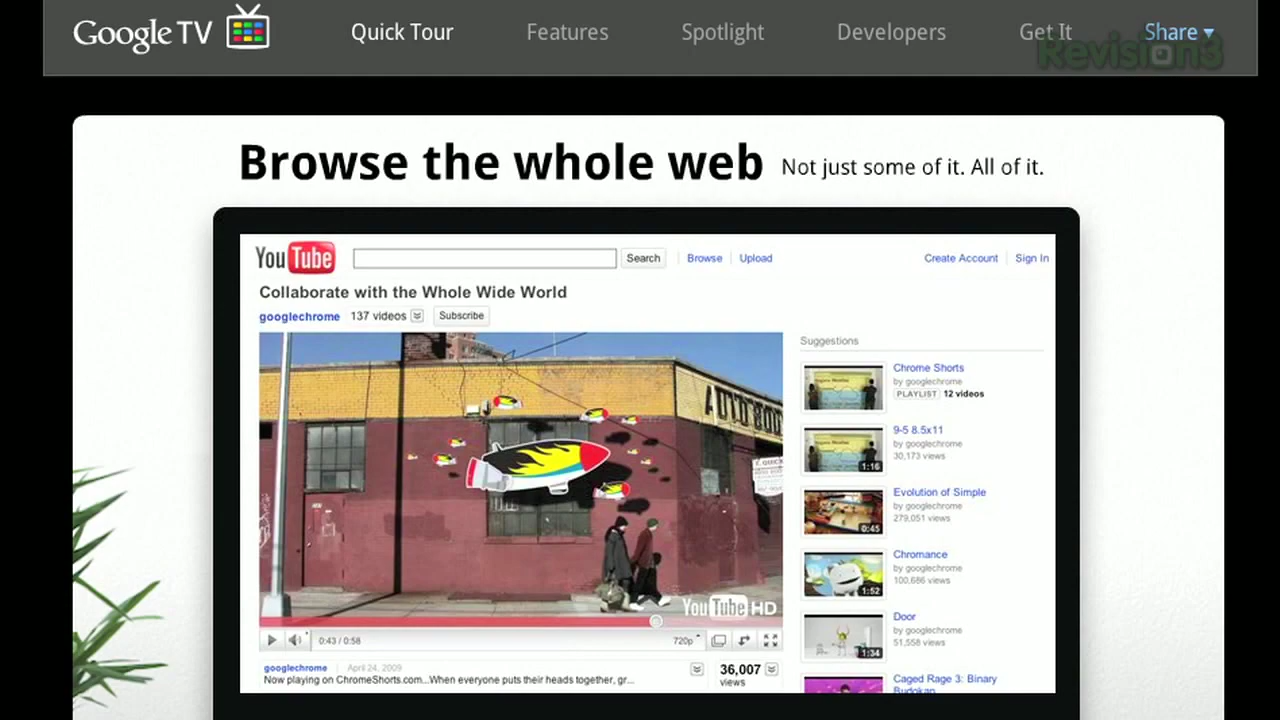 Google TV
Quick Tour
Features
Spotlight
Developers
Get It
Share
Revision3
Browse the whole web Not just some of it. All of it.
YouTube
Search
Browse
Upload
Create Account
Sign In
Collaborate with the Whole Wide World
googlechrome 137 videos Subscribe
AUTO BOD
YouTube HD
0:43 / 0:58
720p
googlechrome April 24, 2009
Now playing on ChromeShorts.com...When everyone puts their heads together, gr...
36,007
views
Suggestions
Chrome Shorts
by googlechrome
PLAYLIST 12 videos
9-5 8.5x11
by googlechrome
30,173 views
1:16
Evolution of Simple
by googlechrome
279,051 views
0:45
Chromance
by googlechrome
100,686 views
1:52
Door
by googlechrome
51,558 views
1:34
Caged Rage 3: Binary
Budokan